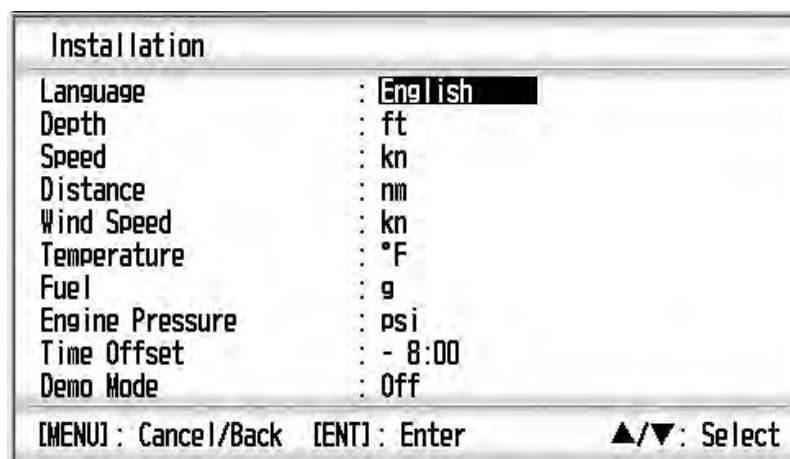 Installation
Language : English
Depth : ft
Speed : kn
Distance : nm
Wind Speed : kn
Temperature : °F
Fuel : g
Engine Pressure : psi
Time Offset : - 8:00
Demo Mode : Off
[MENU] : Cancel/Back [ENT] : Enter ▲/▼ : Select